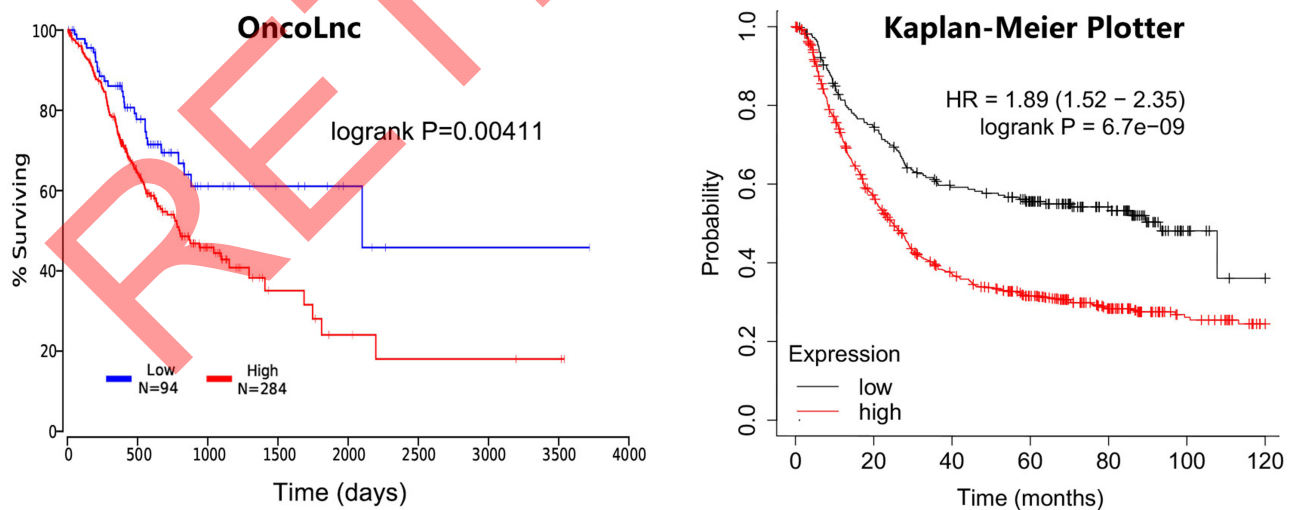 OncoLnc
100
80
60
40
20
0
% Surviving
logrank P=0.00411
Low
N=94
High
N=284
0 500 1000 1500 2000 2500 3000 3500 4000
Time (days)
Kaplan-Meier Plotter
1.0
0.8
0.6
0.4
0.2
0.0
Probability
HR = 1.89 (1.52 − 2.35)
logrank P = 6.7e−09
Expression
low
high
0 20 40 60 80 100 120
Time (months)
RET